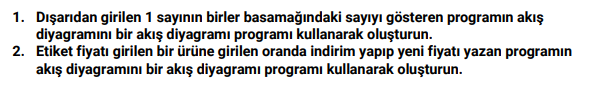 1. Dışarıdan girilen 1 sayının birler basamağındaki sayıyı gösteren programın akış
diyagramını bir akış diyagramı programı kullanarak oluşturun.
2. Etiket fiyatı girilen bir ürüne girilen oranda indirim yapıp yeni fiyatı yazan programın
akış diyagramını bir akış diyagramı programı kullanarak oluşturun.